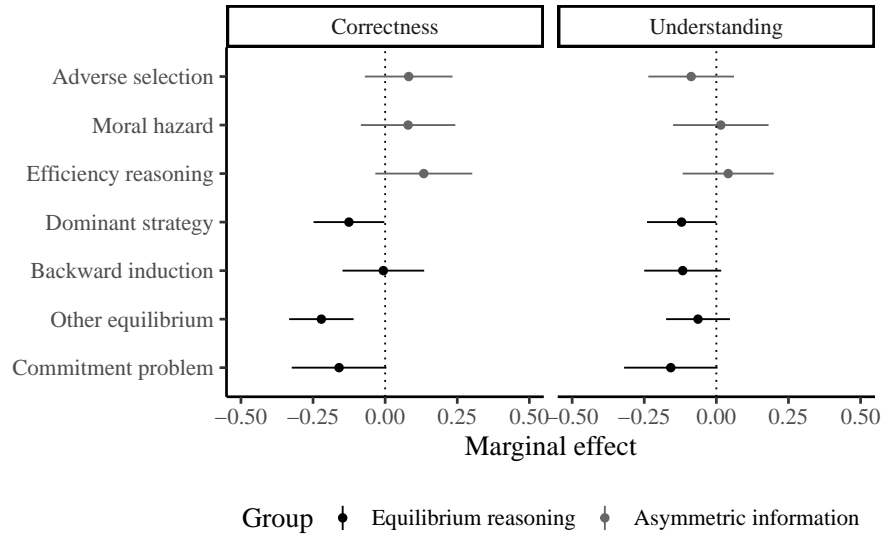 Correctness Understanding
Adverse selection
Moral hazard
Efficiency reasoning
Dominant strategy
Backward induction
Other equilibrium
Commitment problem
−0.50 −0.25 0.00 0.25 0.50 −0.50 −0.25 0.00 0.25 0.50
Marginal effect
Group Equilibrium reasoning Asymmetric information